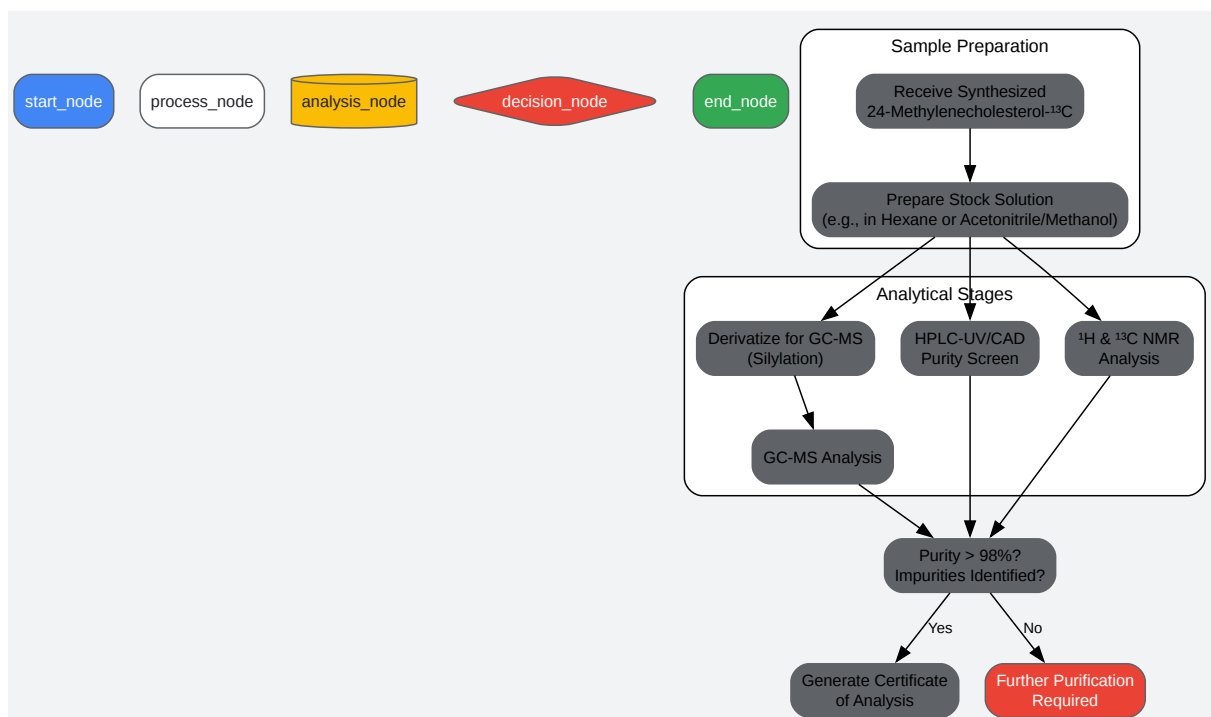 Sample Preparation
start_node
process_node
analysis_node
decision_node
end_node
Receive Synthesized
24-Methylenecholesterol-¹³C
Prepare Stock Solution
(e.g., in Hexane or Acetonitrile/Methanol)
Analytical Stages
Derivatize for GC-MS
(Silylation)
HPLC-UV/CAD
Purity Screen
¹H & ¹³C NMR
Analysis
GC-MS Analysis
Purity > 98%?
Impurities Identified?
Yes
No
Generate Certificate
of Analysis
Further Purification
Required